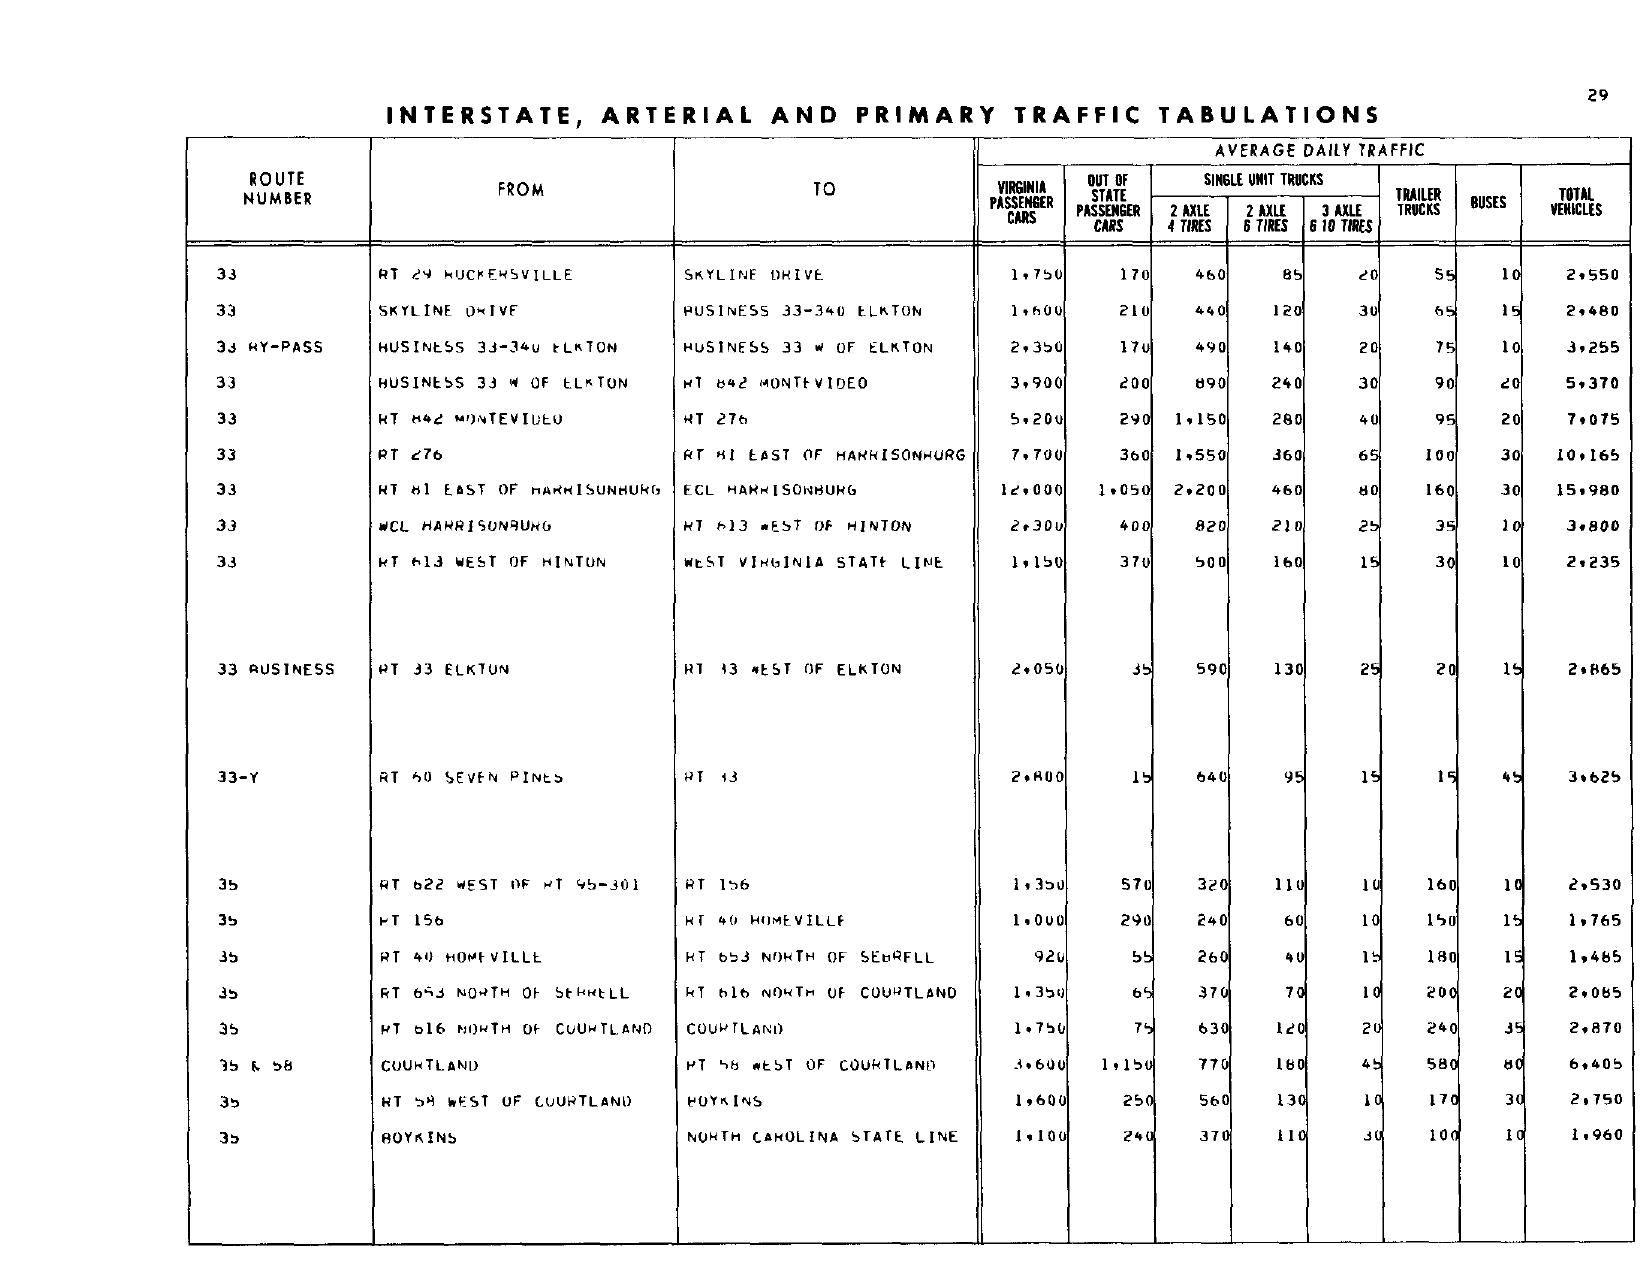 29
INTERSTATE, ARTERIAL AND PRIMARY TRAFFIC TABULATIONS
AVERAGE DAILY TRAFFIC
ROUTE NUMBER FROM TO VIRGINIA PASSENGER CARS OUT OF STATE PASSENGER CARS SINGLE UNIT TRUCKS 2 AXLE 4 TIRES 2 AXLE 6 TIRES 3 AXLE 6 10 TIRES TRAILER TRUCKS BUSES TOTAL VEHICLES
33 RT 29 RUCKERSVILLE SKYLINE DRIVE 1,750 170 460 85 20 55 10 2,550
33 SKYLINE DRIVE BUSINESS 33-340 ELKTON 1,600 210 440 120 30 65 15 2,480
33 BY-PASS BUSINESS 33-340 ELKTON BUSINESS 33 W OF ELKTON 2,350 170 490 140 20 75 10 3,255
33 BUSINESS 33 W OF ELKTON RT 842 MONTEVIDEO 3,900 200 890 240 30 90 20 5,370
33 RT 842 MONTEVIDEO RT 276 5,200 290 1,150 280 40 95 20 7,075
33 RT 276 RT 81 EAST OF HARRISONBURG 7,700 360 1,550 360 65 100 30 10,165
33 RT 81 EAST OF HARRISONBURG ECL HARRISONBURG 12,000 1,050 2,200 460 80 160 30 15,980
33 WCL HARRISONBURG RT 613 WEST OF HINTON 2,300 400 820 210 25 35 10 3,800
33 RT 613 WEST OF HINTON WEST VIRGINIA STATE LINE 1,150 370 500 160 15 30 10 2,235
33 BUSINESS RT 33 ELKTON RT 33 WEST OF ELKTON 2,050 35 590 130 25 20 15 2,865
33-Y RT 60 SEVEN PINES RT 33 2,800 15 640 95 15 15 45 3,625
35 RT 622 WEST OF RT 95-301 RT 156 1,350 570 320 110 10 160 10 2,530
35 RT 156 RT 40 HOMEVILLE 1,000 290 240 60 10 150 15 1,765
35 RT 40 HOMEVILLE RT 653 NORTH OF SEBRELL 920 55 260 40 15 180 15 1,485
35 RT 653 NORTH OF SEBRELL RT 616 NORTH OF COURTLAND 1,350 65 370 70 10 200 20 2,085
35 RT 616 NORTH OF COURTLAND COURTLAND 1,750 75 630 120 20 240 35 2,870
35 & 58 COURTLAND RT 58 WEST OF COURTLAND 3,600 1,150 770 180 45 580 80 6,405
35 RT 58 WEST OF COURTLAND BOYKINS 1,600 250 560 130 10 170 30 2,750
35 BOYKINS NORTH CAROLINA STATE LINE 1,100 240 370 110 30 100 10 1,960